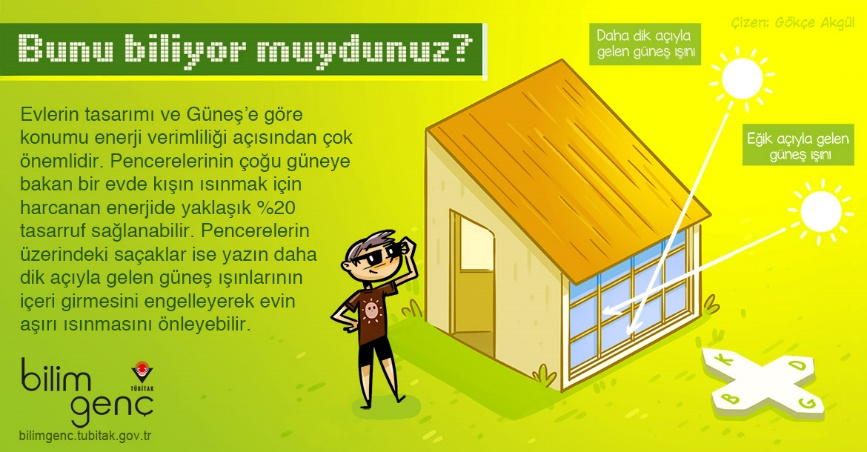 Bunu biliyor muydunuz?
Çizen: Gökçe Akgül
Daha dik açıyla
gelen güneş ışını
Eğik açıyla gelen
güneş ışını
Evlerin tasarımı ve Güneş’e göre
konumu enerji verimliliği açısından çok
önemlidir. Pencerelerinin çoğu güneye
bakan bir evde kışın ısınmak için
harcanan enerjide yaklaşık %20
tasarruf sağlanabilir. Pencerelerin
üzerindeki saçaklar ise yazın daha
dik açıyla gelen güneş ışınlarının
içeri girmesini engelleyerek evin
aşırı ısınmasını önleyebilir.
K
D
B
G
bilim
genç
TÜBİTAK
bilimgenc.tubitak.gov.tr